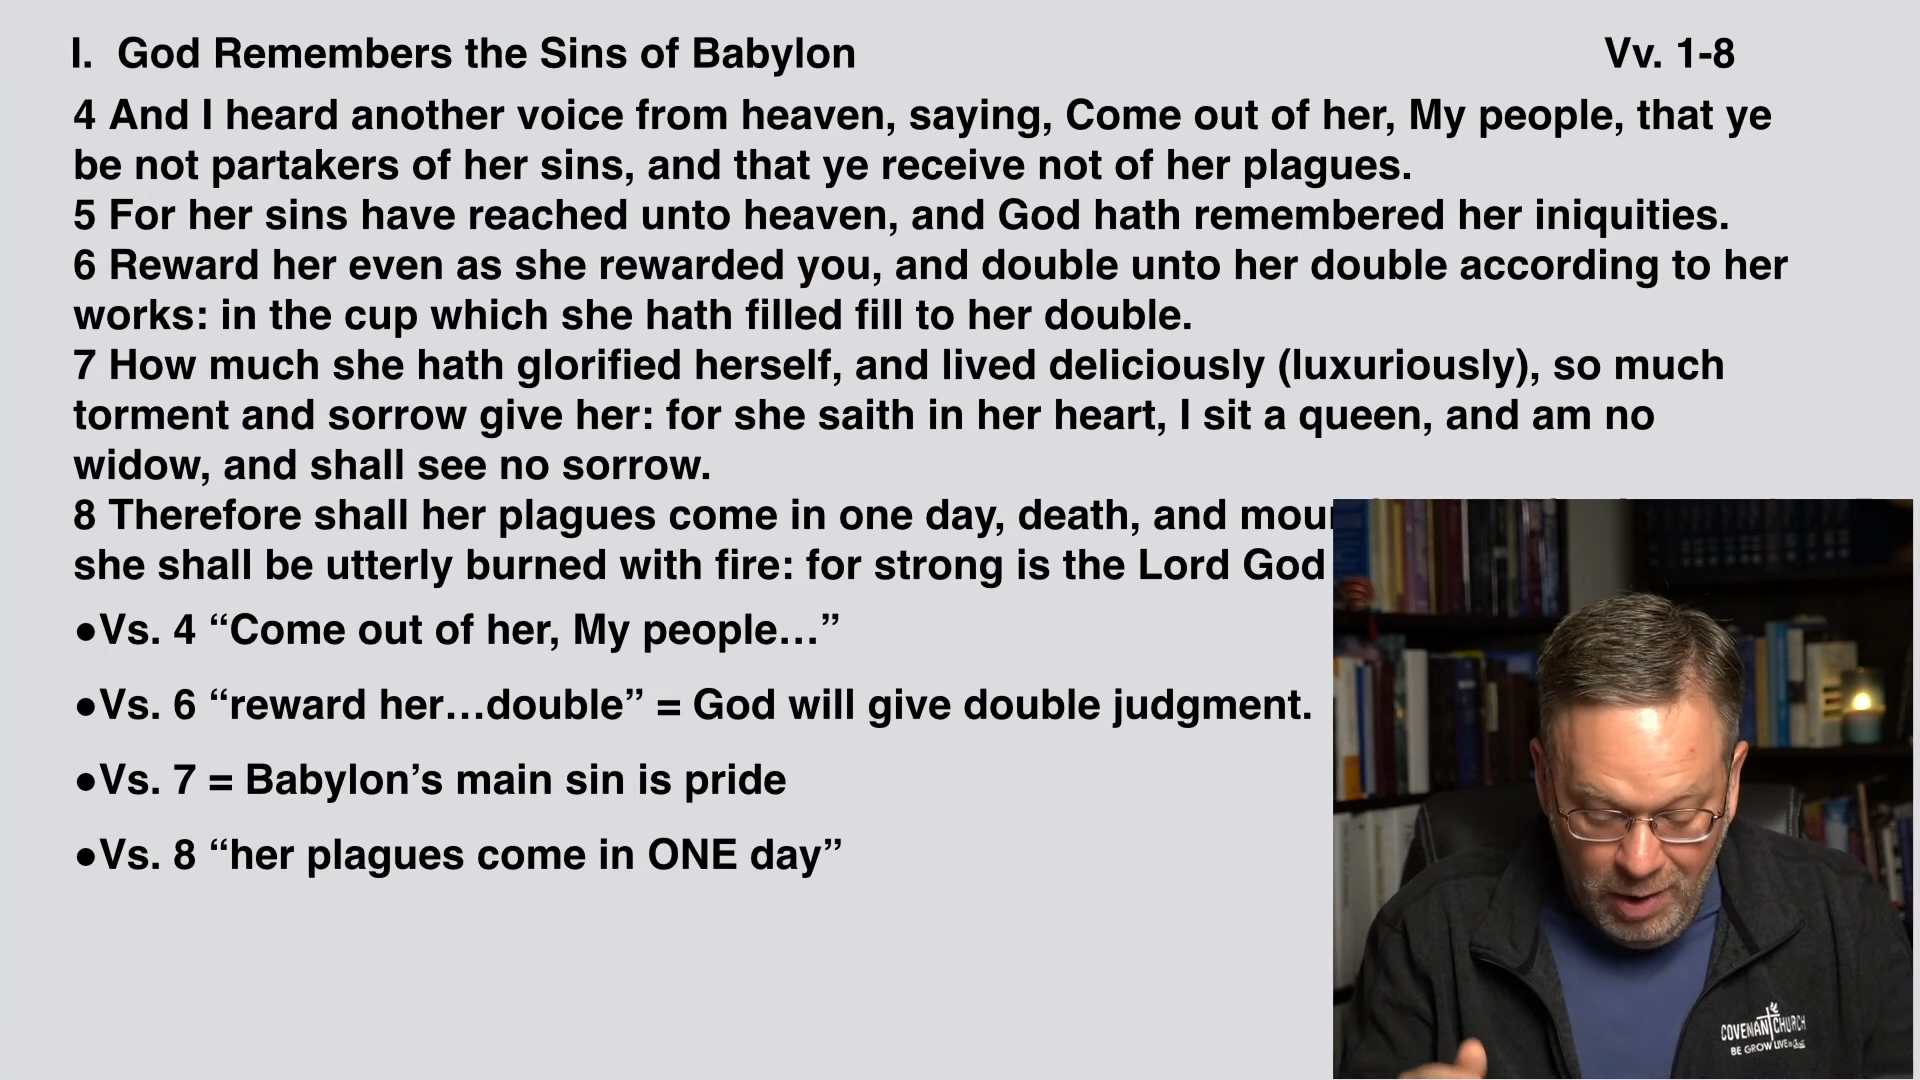 I. God Remembers the Sins of Babylon Vv. 1-8
4 And I heard another voice from heaven, saying, Come out of her, My people, that ye
be not partakers of her sins, and that ye receive not of her plagues.
5 For her sins have reached unto heaven, and God hath remembered her iniquities.
6 Reward her even as she rewarded you, and double unto her double according to her
works: in the cup which she hath filled fill to her double.
7 How much she hath glorified herself, and lived deliciously (luxuriously), so much
torment and sorrow give her: for she saith in her heart, I sit a queen, and am no
widow, and shall see no sorrow.
8 Therefore shall her plagues come in one day, death, and
she shall be utterly burned with fire: for strong is the Lord God
●Vs. 4 “Come out of her, My people…”
●Vs. 6 “reward her…double” = God will give double judgment.
●Vs. 7 = Babylon’s main sin is pride
●Vs. 8 “her plagues come in ONE day”
COVENANT CHURCH
BE GROW LIVE